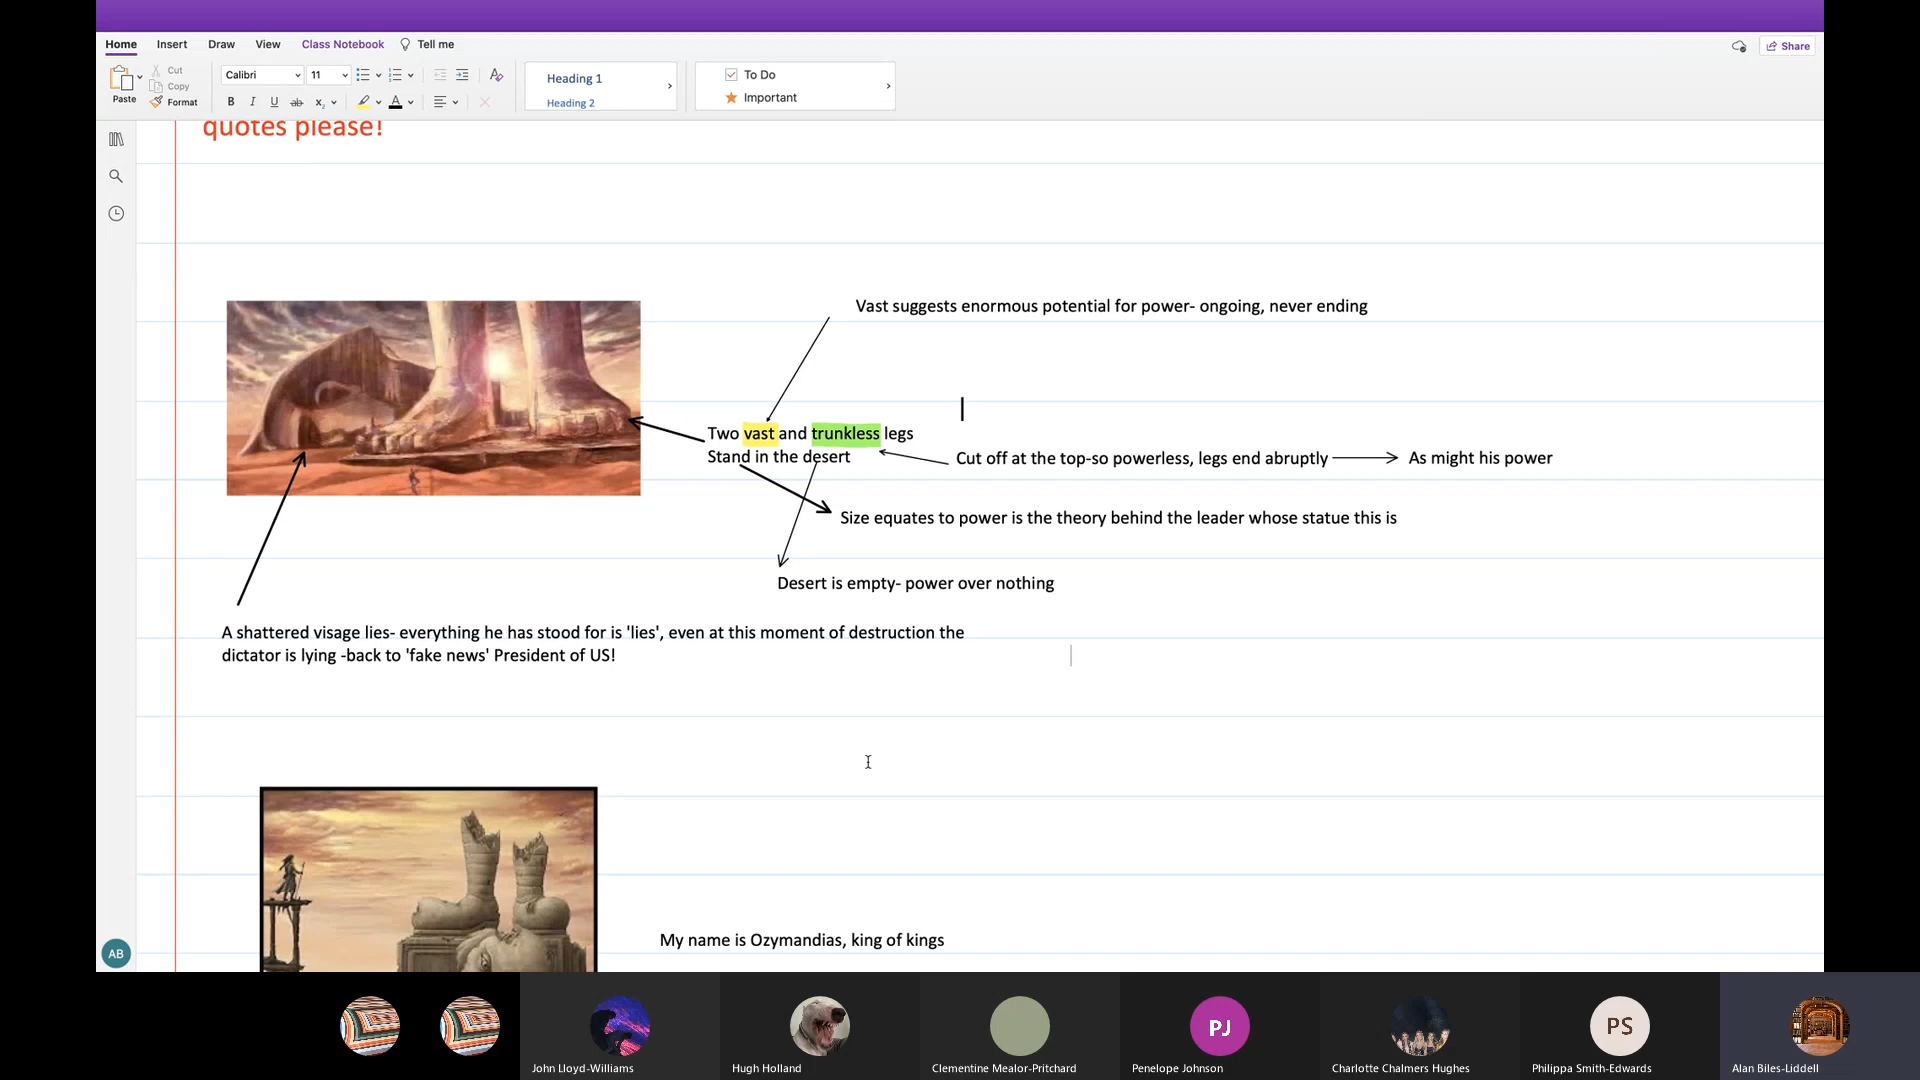 Home Insert Draw View Class Notebook Tell me
Share
Cut
Copy
Paste
Format
Calibri 11
B I U ab x₂ A
Heading 1
Heading 2
To Do
Important
quotes please!
Vast suggests enormous potential for power- ongoing, never ending
Two vast and trunkless legs
Stand in the desert
Cut off at the top-so powerless, legs end abruptly
As might his power
Size equates to power is the theory behind the leader whose statue this is
Desert is empty- power over nothing
A shattered visage lies- everything he has stood for is 'lies', even at this moment of destruction the
dictator is lying -back to 'fake news' President of US!
My name is Ozymandias, king of kings
AB
PJ
PS
John Lloyd-Williams
Hugh Holland
Clementine Mealor-Pritchard
Penelope Johnson
Charlotte Chalmers Hughes
Philippa Smith-Edwards
Alan Biles-Liddell